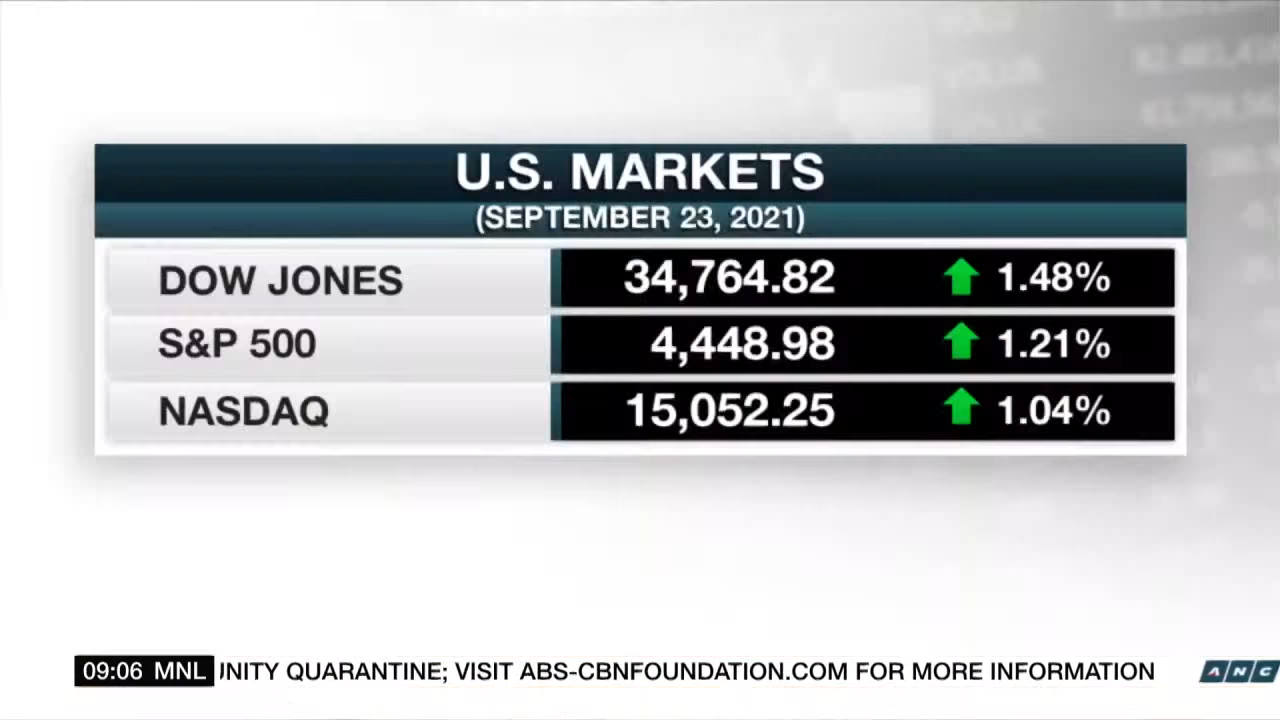 U.S. MARKETS
(SEPTEMBER 23, 2021)
DOW JONES 34,764.82 1.48%
S&P 500 4,448.98 1.21%
NASDAQ 15,052.25 1.04%
09:06 MNL UNITY QUARANTINE; VISIT ABS-CBNFOUNDATION.COM FOR MORE INFORMATION
ANC